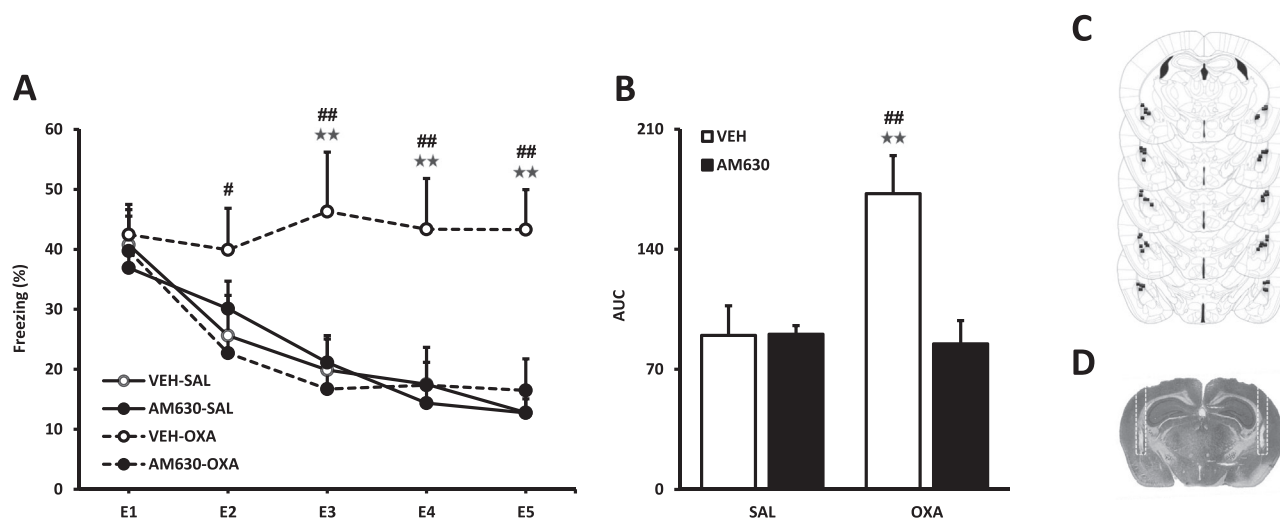 A
##
★★
##
★★
##
★★
#
60
50
40
30
20
10
0
Freezing (%)
VEH-SAL
AM630-SAL
VEH-OXA
AM630-OXA
E1 E2 E3 E4 E5
B
VEH
AM630
##
★★
210
140
70
0
AUC
SAL OXA
C
D